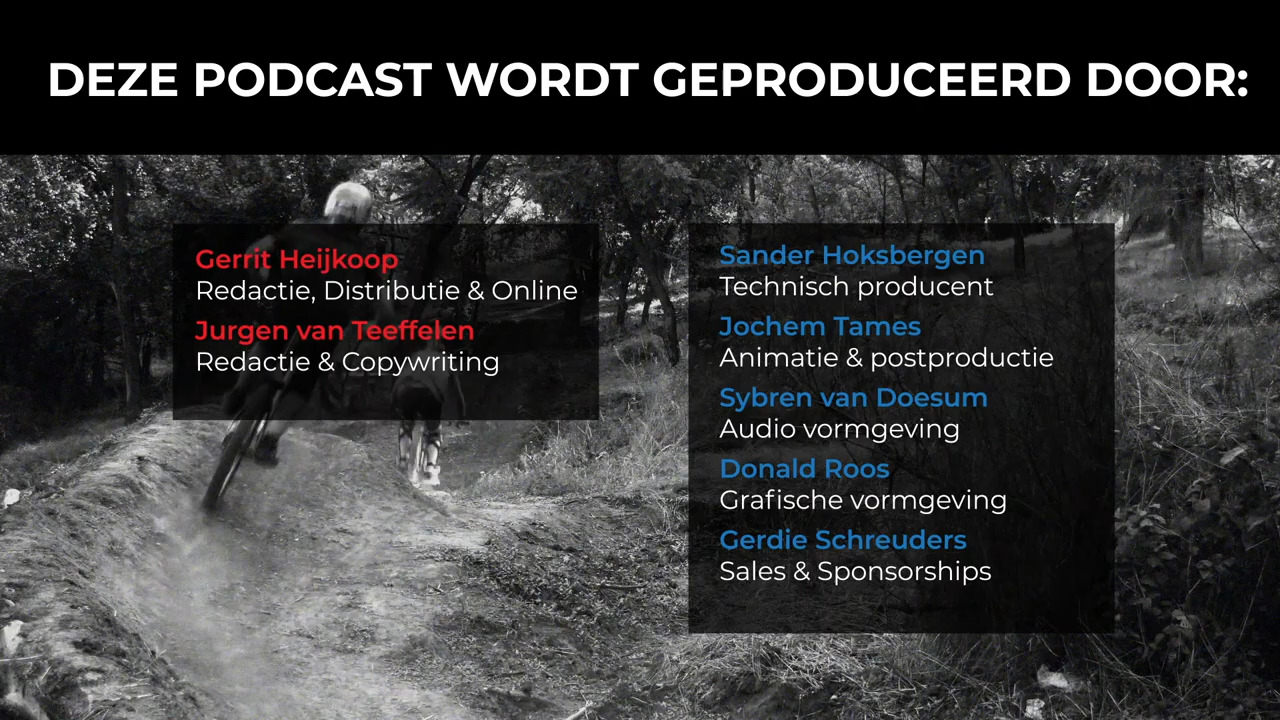 DEZE PODCAST WORDT GEPRODUCEERD DOOR:
Gerrit Heijkoop
Redactie, Distributie & Online
Jurgen van Teeffelen
Redactie & Copywriting
Sander Hoksbergen
Technisch producent
Jochem Tames
Animatie & postproductie
Sybren van Doesum
Audio vormgeving
Donald Roos
Grafische vormgeving
Gerdie Schreuders
Sales & Sponsorships